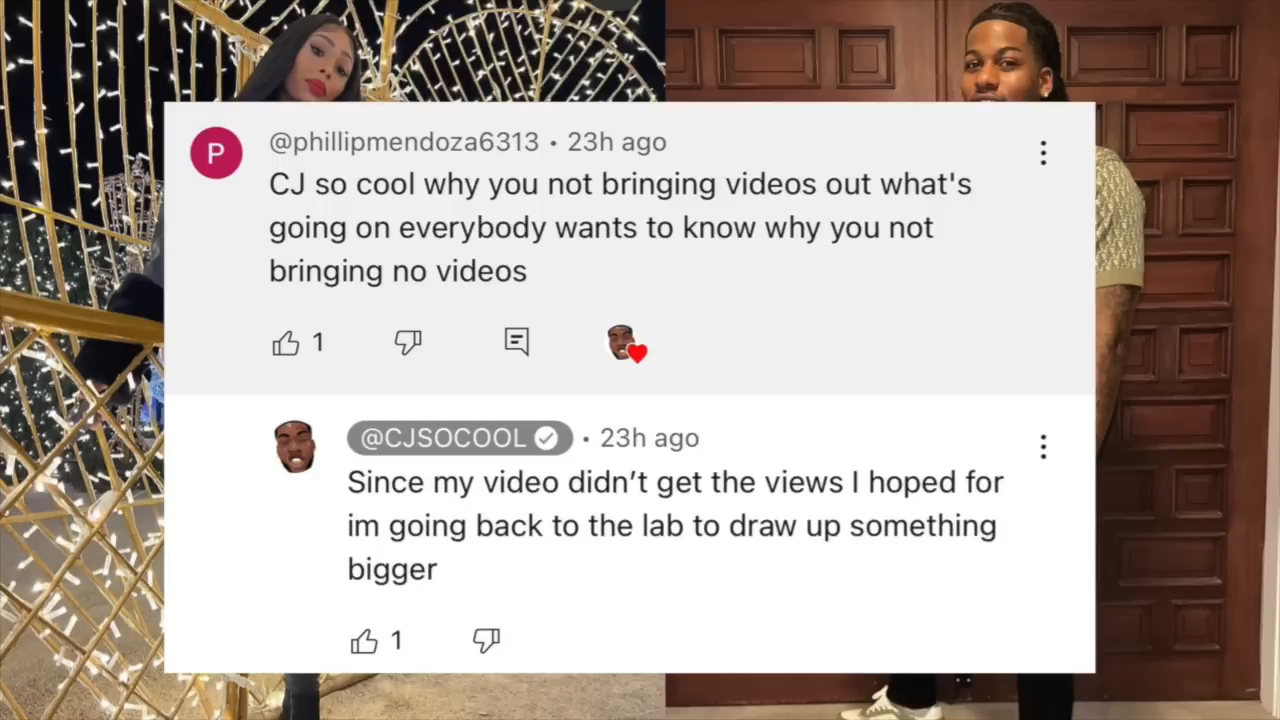 P
@phillipmendoza6313 • 23h ago
CJ so cool why you not bringing videos out what's
going on everybody wants to know why you not
bringing no videos
1
@CJSOCOOL • 23h ago
Since my video didn’t get the views I hoped for
im going back to the lab to draw up something
bigger
1